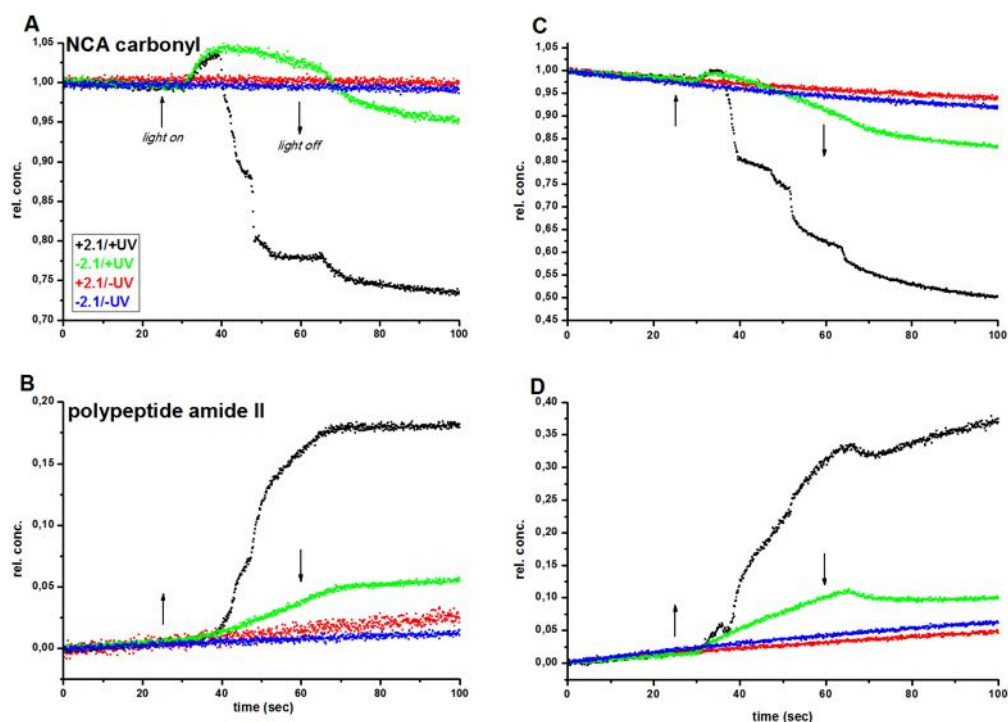 A
NCA carbonyl
1,05
1,00
0,95
0,90
0,85
0,80
0,75
0,70
rel. conc.
light on
light off
+2.1/+UV
-2.1/+UV
+2.1/-UV
-2.1/-UV
0 20 40 60 80 100
C
1,05
1,00
0,95
0,90
0,85
0,80
0,75
0,70
0,65
0,60
0,55
0,50
0,45
rel. conc.
0 20 40 60 80 100
B
polypeptide amide II
0,20
0,15
0,10
0,05
0,00
rel. conc.
0 20 40 60 80 100
time (sec)
D
0,40
0,35
0,30
0,25
0,20
0,15
0,10
0,05
0,00
rel. conc.
0 20 40 60 80 100
time (sec)